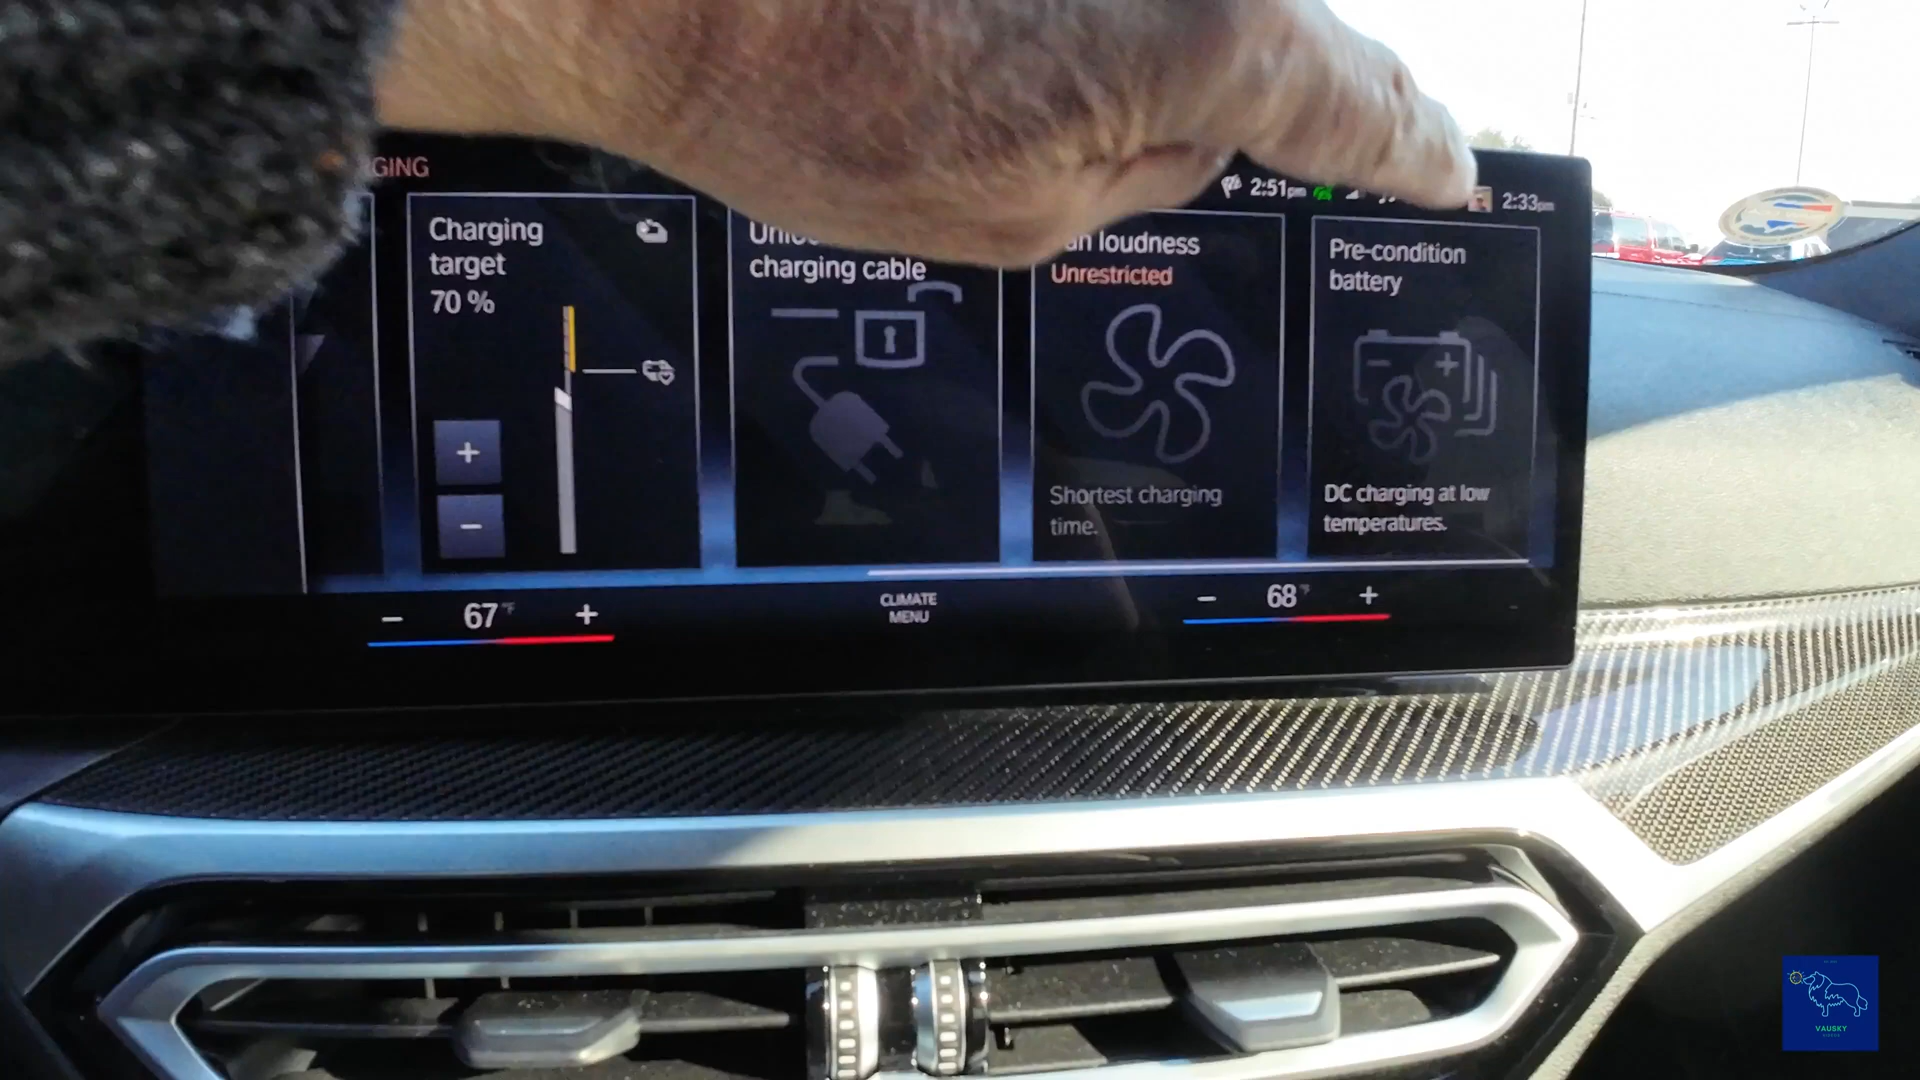 GING
2:51pm
2:33pm
Charging
target
70 %
+
−
charging cable
loudness
Unrestricted
Shortest charging
time.
Pre-condition
battery
DC charging at low
temperatures.
− 67°F +
CLIMATE
MENU
− 68°F +
VAUSKY